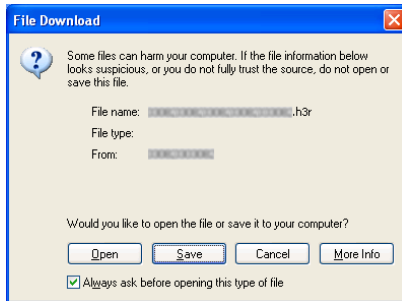 File Download
Some files can harm your computer. If the file information below
looks suspicious, or you do not fully trust the source, do not open or
save this file.
File name: .h3r
File type:
From:
Would you like to open the file or save it to your computer?
Open Save Cancel More Info
Always ask before opening this type of file